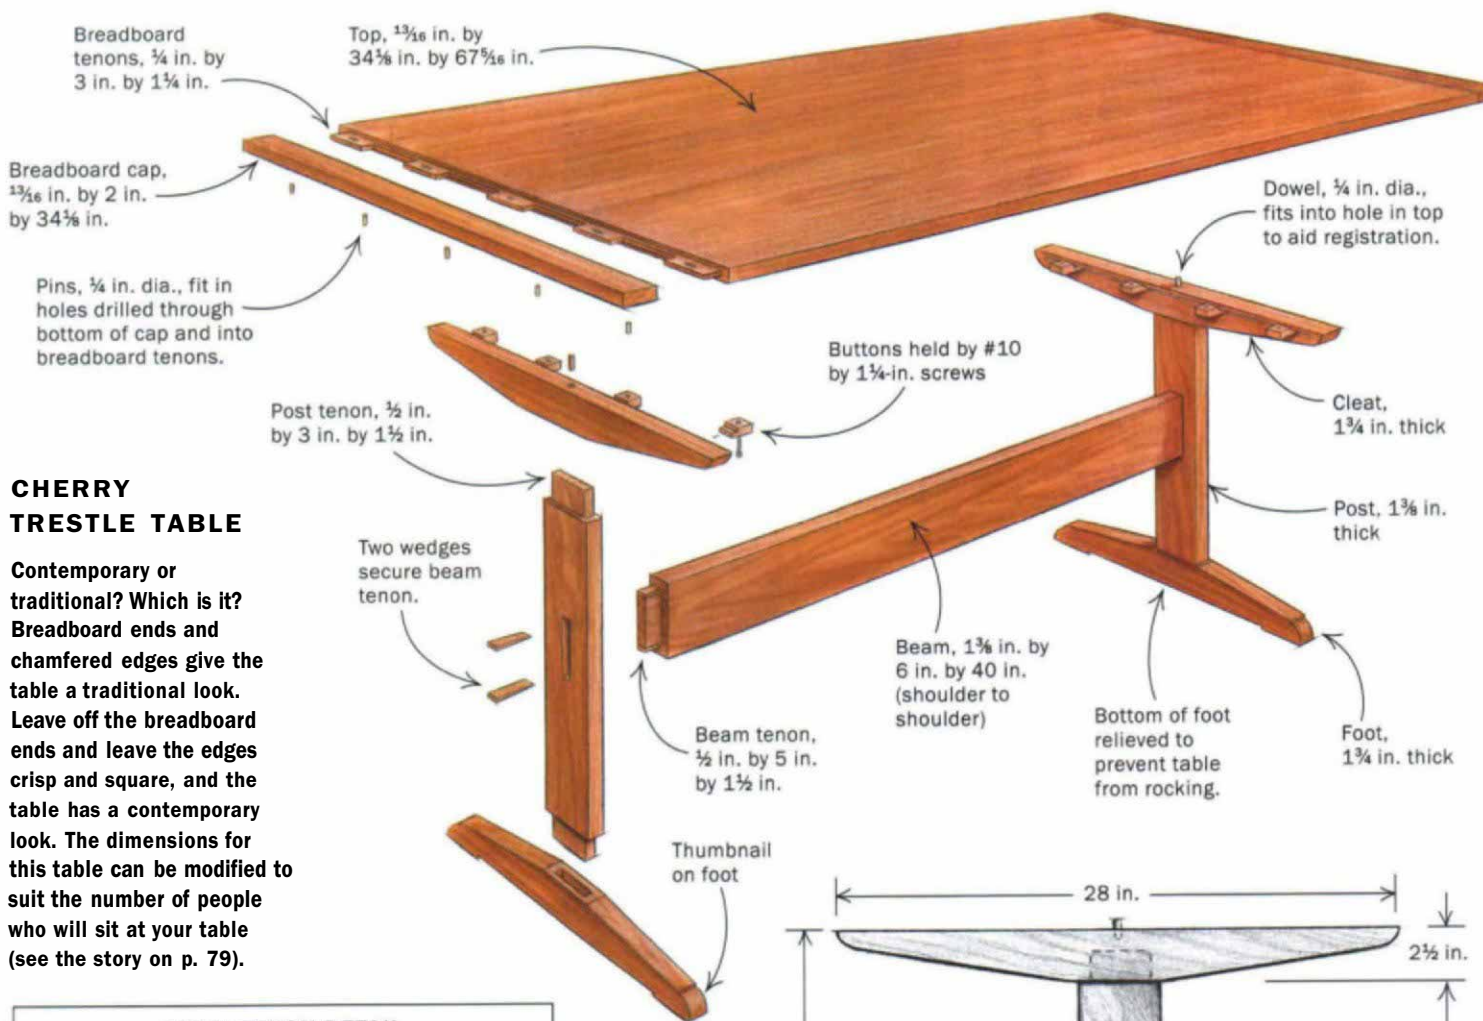 Breadboard
tenons, ¼ in. by
3 in. by 1¼ in.
Top, 13⁄16 in. by
34⅛ in. by 67 5⁄16 in.
Breadboard cap,
13⁄16 in. by 2 in.
by 34⅛ in.
Dowel, ¼ in. dia.,
fits into hole in top
to aid registration.
Pins, ¼ in. dia., fit in
holes drilled through
bottom of cap and into
breadboard tenons.
Buttons held by #10
by 1¼-in. screws
Post tenon, ½ in.
by 3 in. by 1½ in.
Cleat,
1¾ in. thick
CHERRY
TRESTLE TABLE
Contemporary or
traditional? Which is it?
Breadboard ends and
chamfered edges give the
table a traditional look.
Leave off the breadboard
ends and leave the edges
crisp and square, and the
table has a contemporary
look. The dimensions for
this table can be modified to
suit the number of people
who will sit at your table
(see the story on p. 79).
Post, 1⅜ in.
thick
Two wedges
secure beam
tenon.
Beam, 1⅜ in. by
6 in. by 40 in.
(shoulder to
shoulder)
Beam tenon,
½ in. by 5 in.
by 1½ in.
Bottom of foot
relieved to
prevent table
from rocking.
Foot,
1¾ in. thick
Thumbnail
on foot
28 in.
2½ in.